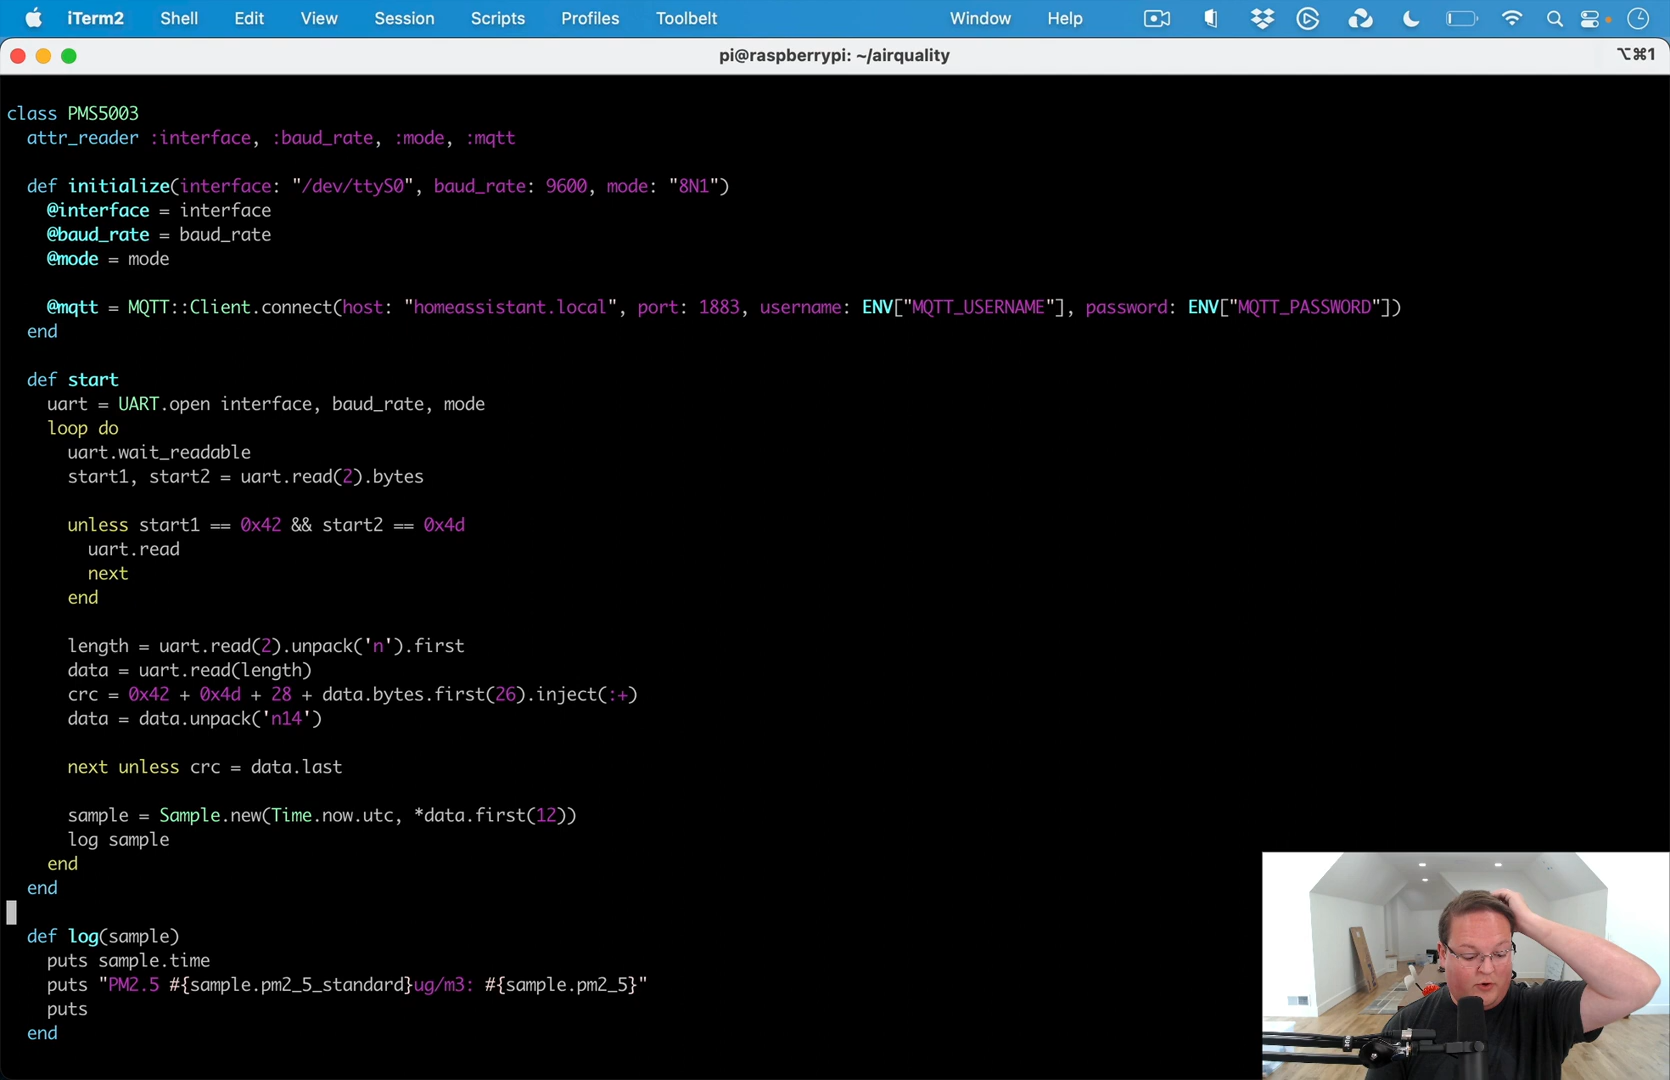 iTerm2 Shell Edit View Session Scripts Profiles Toolbelt Window Help
pi@raspberrypi: ~/airquality ⌥⌘1
class PMS5003
  attr_reader :interface, :baud_rate, :mode, :mqtt
  def initialize(interface: "/dev/ttyS0", baud_rate: 9600, mode: "8N1")
    @interface = interface
    @baud_rate = baud_rate
    @mode = mode
    @mqtt = MQTT::Client.connect(host: "homeassistant.local", port: 1883, username: ENV["MQTT_USERNAME"], password: ENV["MQTT_PASSWORD"])
  end
  def start
    uart = UART.open interface, baud_rate, mode
    loop do
      uart.wait_readable
      start1, start2 = uart.read(2).bytes
      unless start1 == 0x42 && start2 == 0x4d
        uart.read
        next
      end
      length = uart.read(2).unpack('n').first
      data = uart.read(length)
      crc = 0x42 + 0x4d + 28 + data.bytes.first(26).inject(:+)
      data = data.unpack('n14')
      next unless crc = data.last
      sample = Sample.new(Time.now.utc, *data.first(12))
      log sample
    end
  end
  def log(sample)
    puts sample.time
    puts "PM2.5 #{sample.pm2_5_standard}ug/m3: #{sample.pm2_5}"
    puts
  end